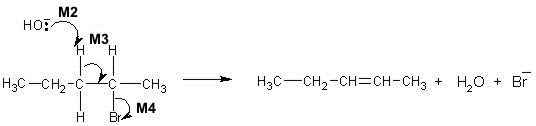 HO:⁻ M2
M3
H H
H₃C−CH₂−C−C−CH₃ ⟶ H₃C−CH₂−CH=CH−CH₃ + H₂O + Br⁻
H Br M4